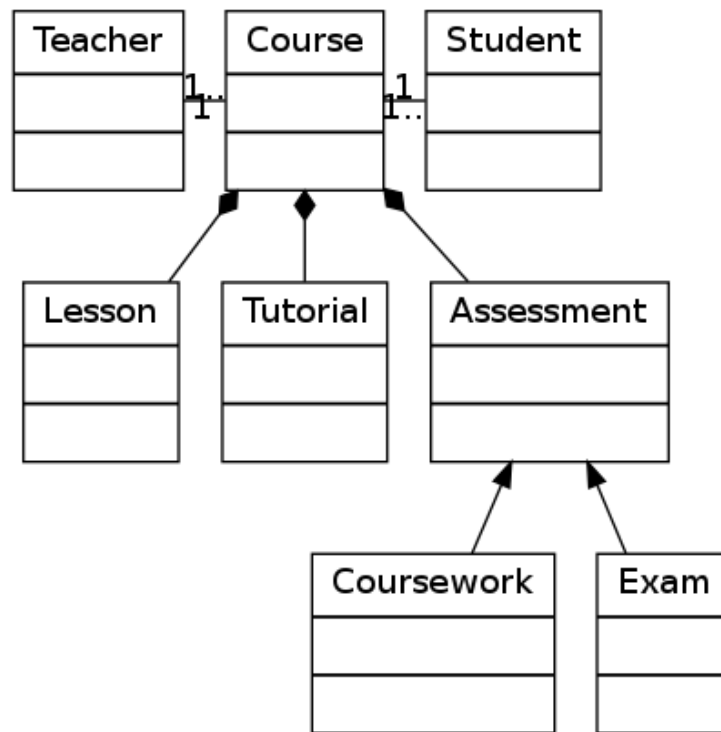 Teacher
Course
Student
1..
1
1
1..
Lesson
Tutorial
Assessment
Coursework
Exam